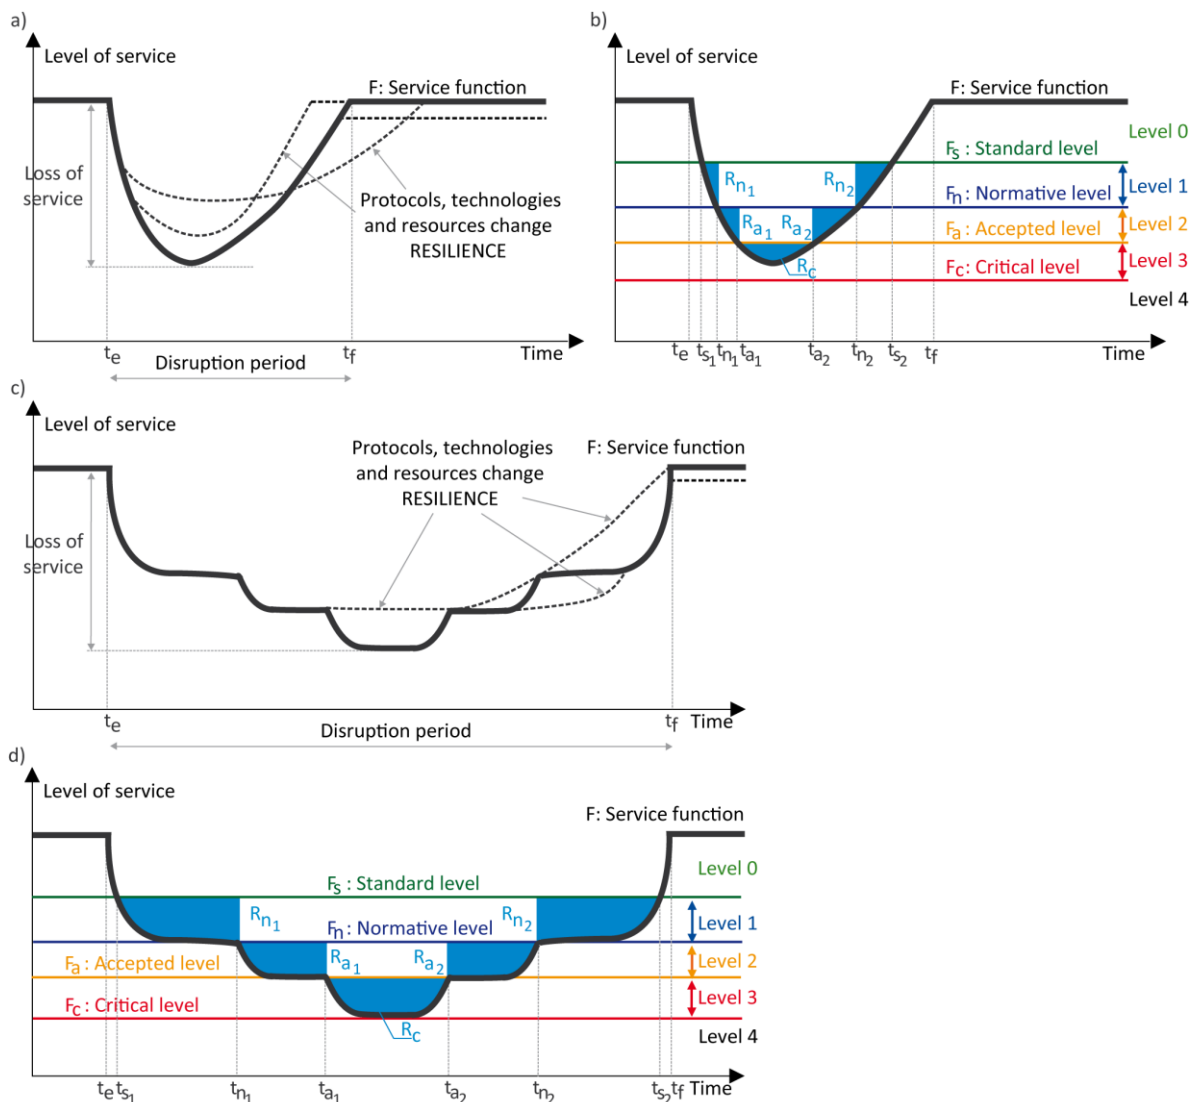 a)
Level of service
F: Service function
Loss of
service
Protocols, technologies
and resources change
RESILIENCE
te
tf
Time
Disruption period
b)
Level of service
F: Service function
Level 0
Fs : Standard level
Rn1
Rn2
Level 1
Fn : Normative level
Ra1
Ra2
Level 2
Fa : Accepted level
Rc
Level 3
Fc : Critical level
Level 4
te
ts1
tn1
ta1
ta2
tn2
ts2
tf
Time
c)
Level of service
Protocols, technologies
and resources change
RESILIENCE
F: Service function
Loss of
service
te
tf
Time
Disruption period
d)
Level of service
F: Service function
Level 0
Fs : Standard level
Rn1
Rn2
Level 1
Fn : Normative level
Fa : Accepted level
Ra1
Ra2
Level 2
Fc : Critical level
Level 3
Rc
Level 4
te
ts1
tn1
ta1
ta2
tn2
ts2
tf
Time